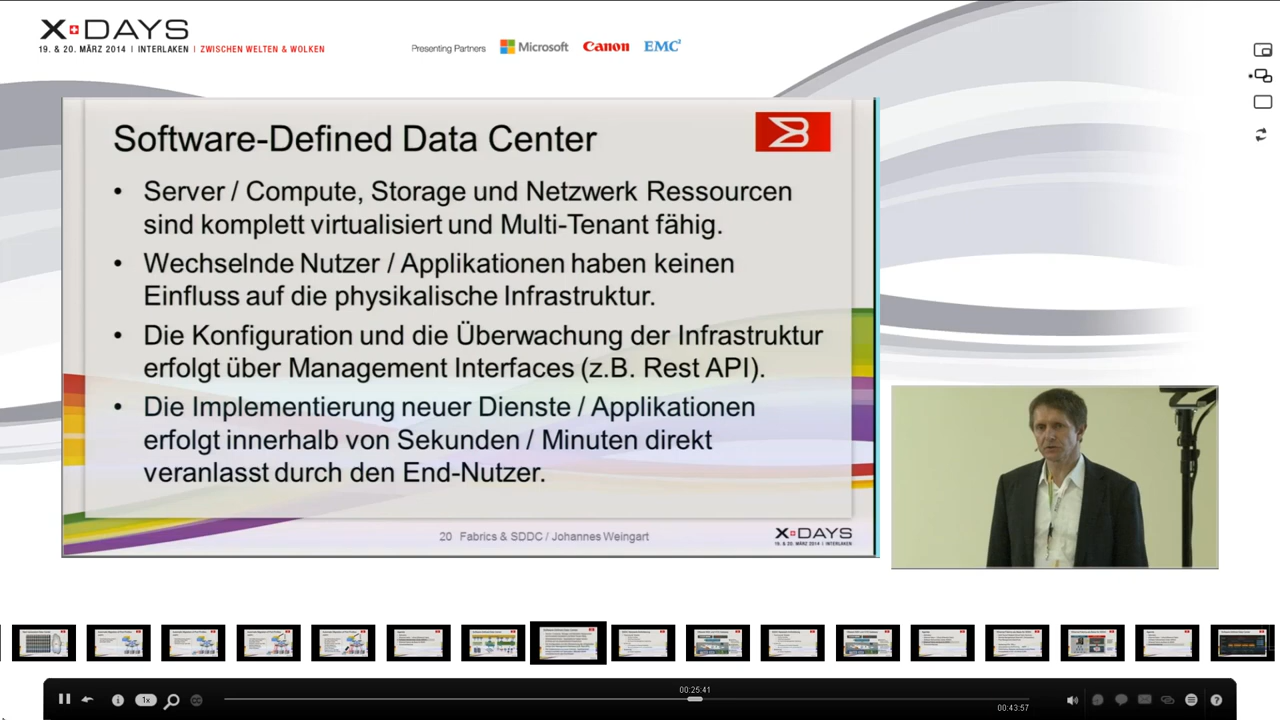 X DAYS
19. & 20. MÄRZ 2014 | INTERLAKEN | ZWISCHEN WELTEN & WOLKEN
Presenting Partners Microsoft Canon EMC²
Software-Defined Data Center
• Server / Compute, Storage und Netzwerk Ressourcen
sind komplett virtualisiert und Multi-Tenant fähig.
• Wechselnde Nutzer / Applikationen haben keinen
Einfluss auf die physikalische Infrastruktur.
• Die Konfiguration und die Überwachung der Infrastruktur
erfolgt über Management Interfaces (z.B. Rest API).
• Die Implementierung neuer Dienste / Applikationen
erfolgt innerhalb von Sekunden / Minuten direkt
veranlasst durch den End-Nutzer.
20 Fabrics & SDDC / Johannes Weingart
X DAYS
19. & 20. MÄRZ 2014 | INTERLAKEN
00:25:41
1x
00:43:57